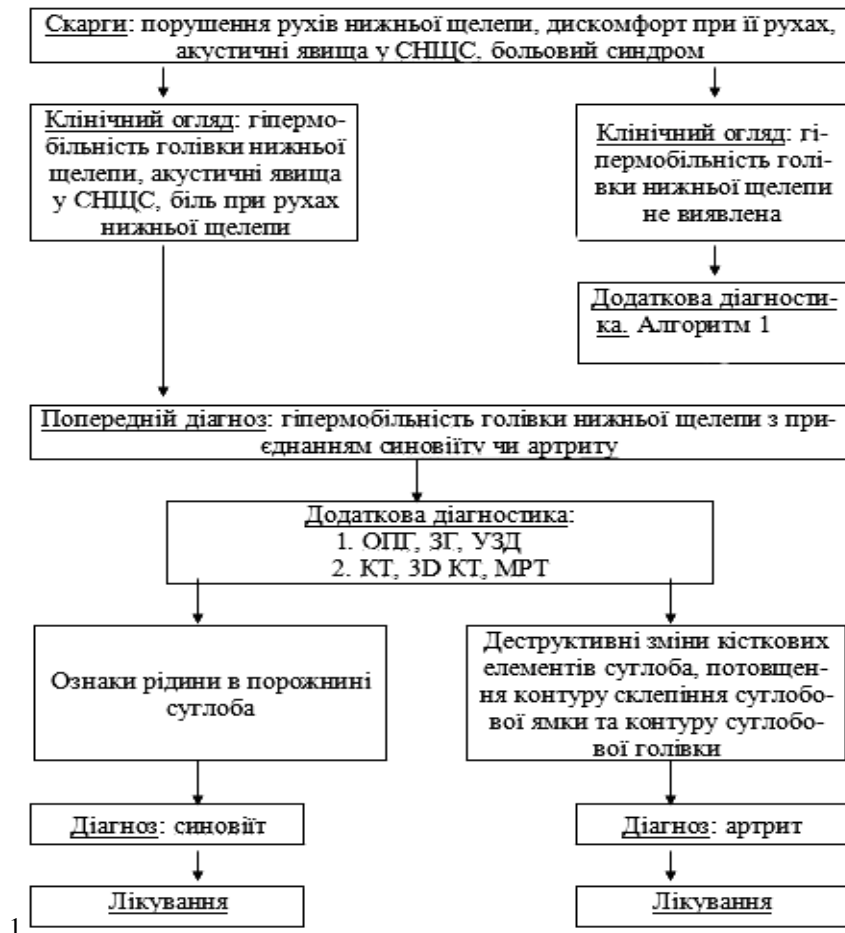 Скарги: порушення рухів нижньої щелепи, дискомфорт при її рухах,
акустичні явища у СНЩС, больовий синдром
Клінічний огляд: гіпермо-
більність голівки нижньої
щелепи, акустичні явища
у СНЩС, біль при рухах
нижньої щелепи
Клінічний огляд: гі-
пермобільність голі-
вки нижньої щелепи
не виявлена
Додаткова діагности-
ка. Алгоритм 1
Попередній діагноз: гіпермобільність голівки нижньої щелепи з при-
єднанням синовіїту чи артриту
Додаткова діагностика:
1. ОПГ, ЗГ, УЗД
2. КТ, 3D КТ, МРТ
Ознаки рідини в порожнині
суглоба
Деструктивні зміни кісткових
елементів суглоба, потовщен-
ня контуру склепіння суглобо-
вої ямки та контуру суглобо-
вої голівки
Діагноз: синовіїт
Діагноз: артрит
Лікування
Лікування
1